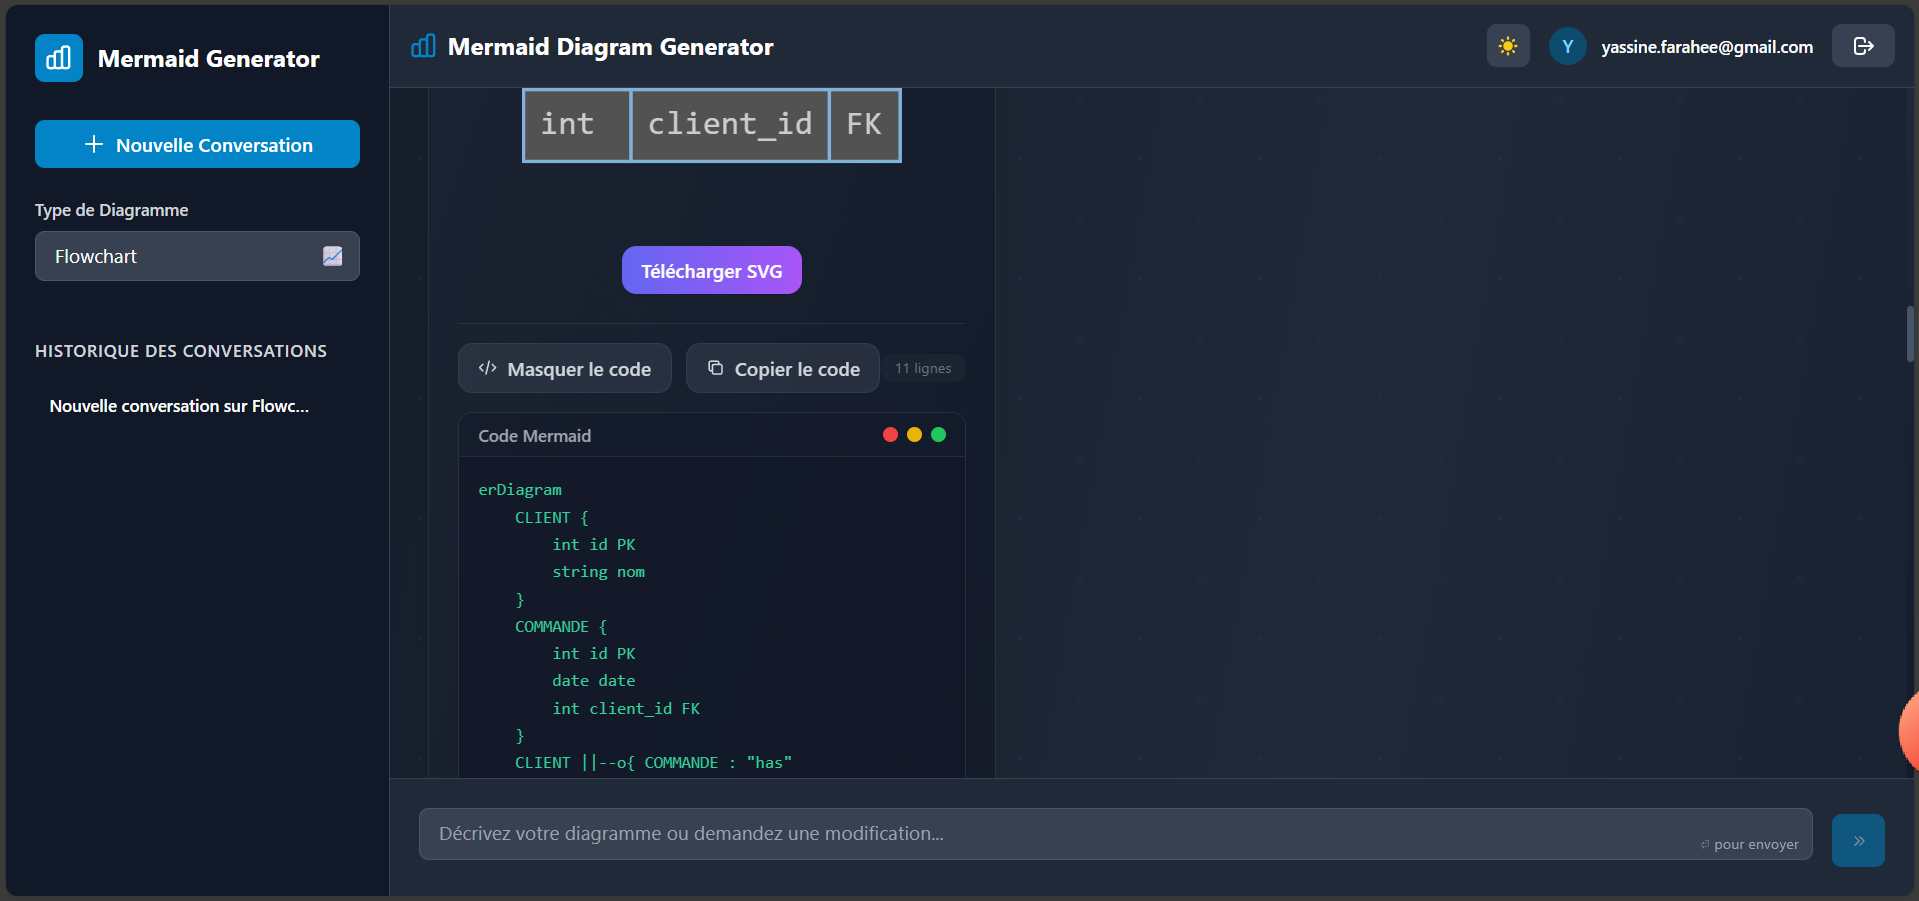 Mermaid Generator
Nouvelle Conversation
Type de Diagramme
Flowchart
HISTORIQUE DES CONVERSATIONS
Nouvelle conversation sur Flowc...
Mermaid Diagram Generator
Y yassine.farahee@gmail.com
int client_id FK
Télécharger SVG
</> Masquer le code Copier le code 11 lignes
Code Mermaid
erDiagram
    CLIENT {
        int id PK
        string nom
    }
    COMMANDE {
        int id PK
        date date
        int client_id FK
    }
    CLIENT ||--o{ COMMANDE : "has"
Décrivez votre diagramme ou demandez une modification...
⏎ pour envoyer
»